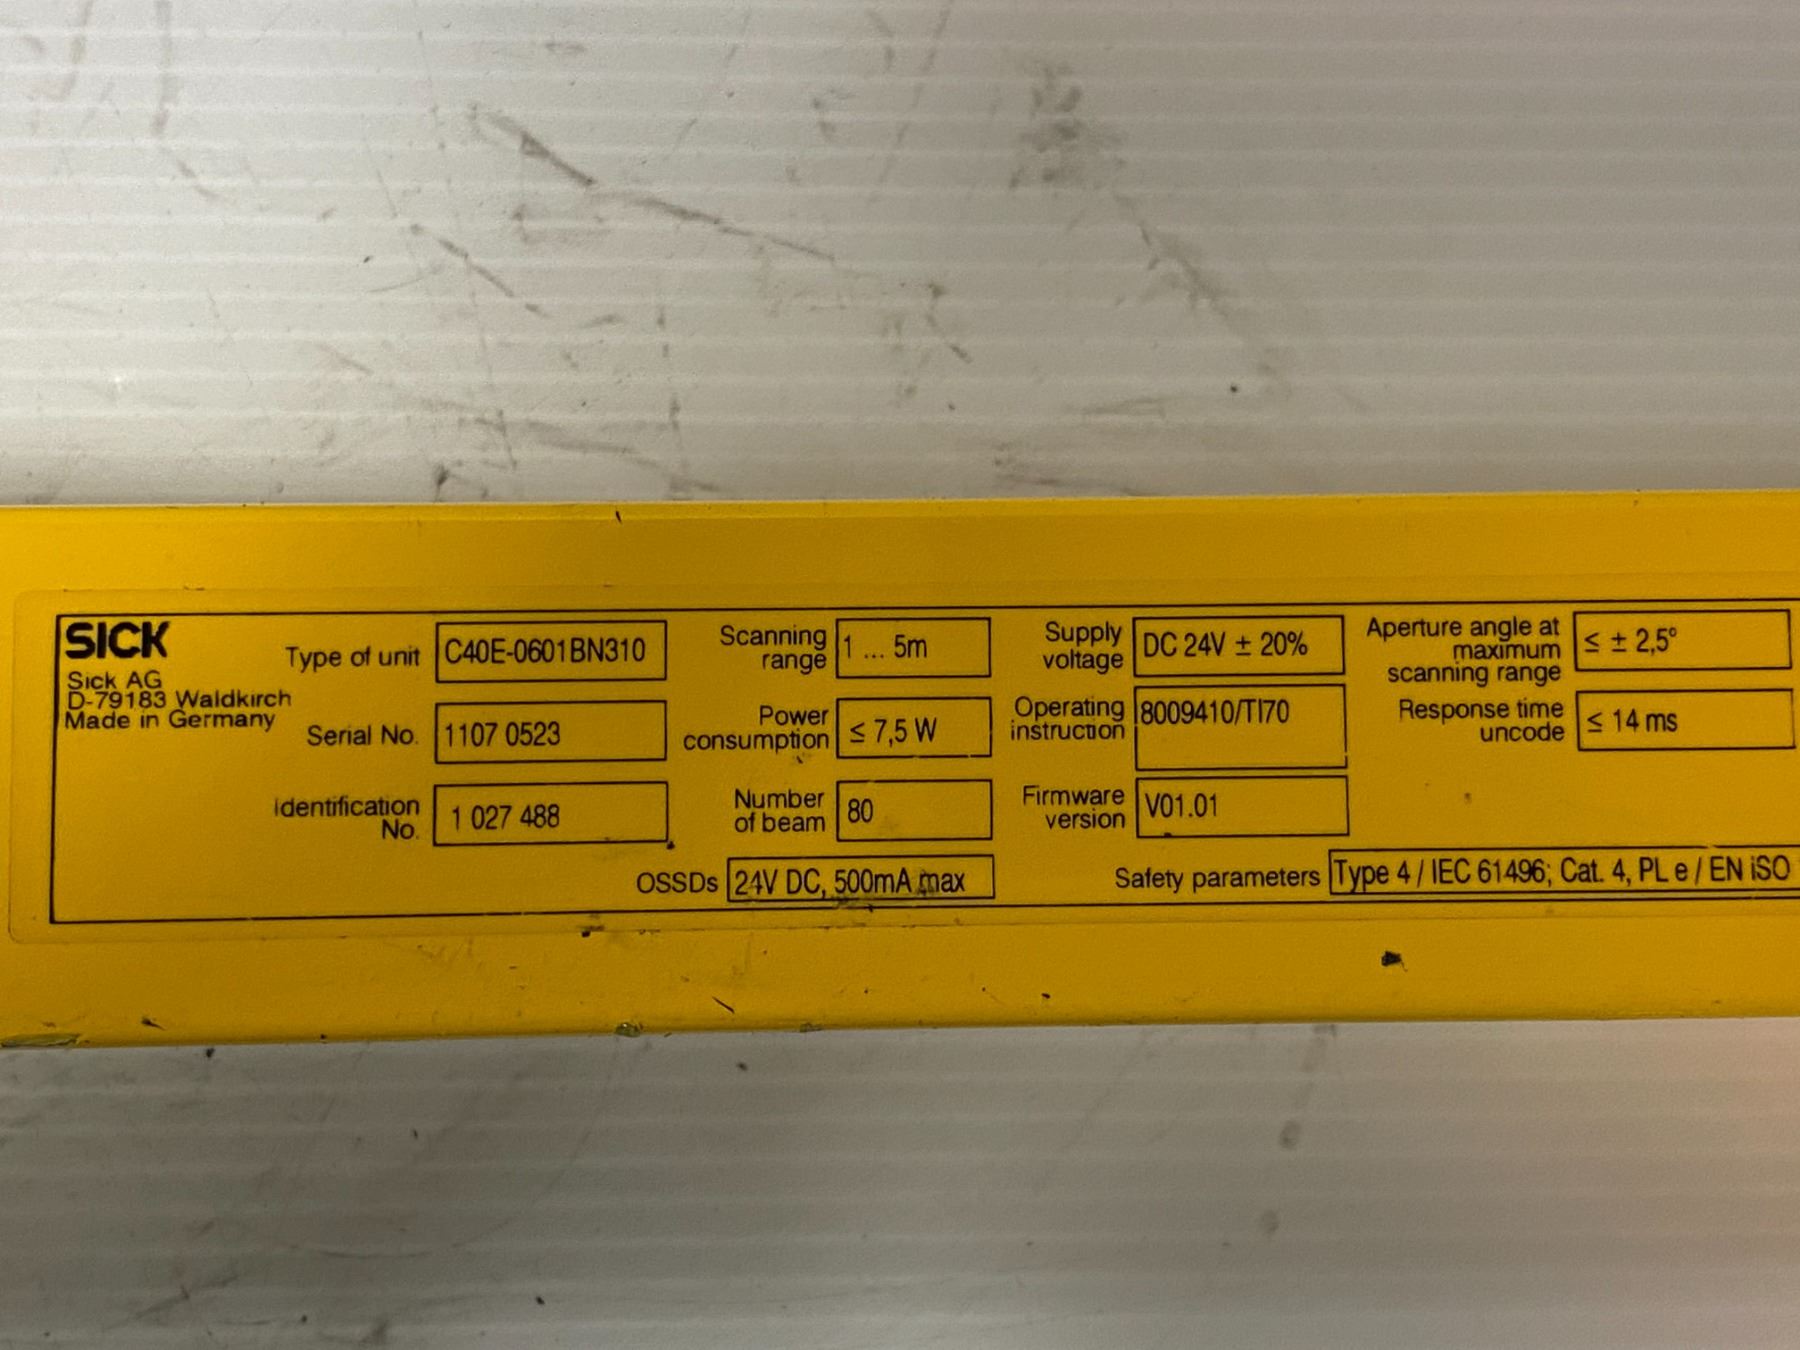 SICK
Sick AG
D-79183 Waldkirch
Made in Germany
Type of unit C40E-0601BN310
Serial No. 1107 0523
Identification
No. 1 027 488
Scanning
range 1 ... 5m
Power
consumption ≤ 7,5 W
Number
of beam 80
OSSDs 24V DC, 500mA max
Supply
voltage DC 24V ± 20%
Operating
instruction 8009410/TI70
Firmware
version V01.01
Aperture angle at
maximum
scanning range ≤ ± 2,5°
Response time
uncode ≤ 14 ms
Safety parameters Type 4 / IEC 61496; Cat. 4, PL e / EN ISO